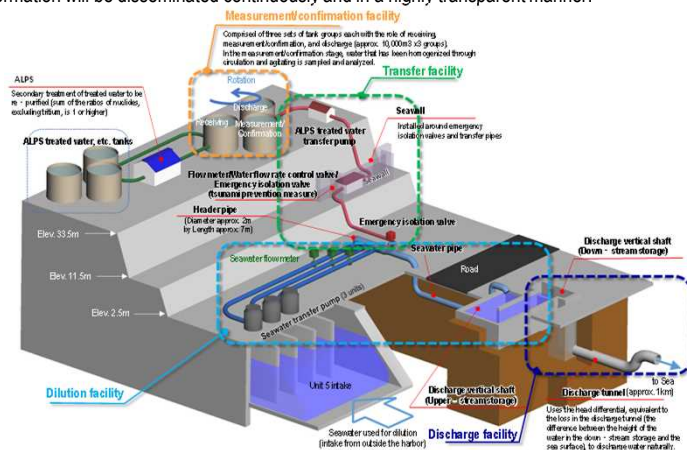 ormation will be disseminated continuously and in a highly transparent manner.
Measurement/confirmation facility
Comprised of three sets of tank groups each with the role of receiving,
measurement/confirmation, and discharge (approx. 10,000m3 x3 groups).
In the measurement/confirmation stage, water that has been homogenized through
circulation and agitating is sampled and analyzed.
ALPS
Secondary treatment of treated water to be
re・purified (sum of the ratios of nuclides,
excluding tritium, is 1 or higher)
Rotation
Discharge
Receiving
Measurement/
Confirmation
Transfer facility
ALPS treated water
transfer pump
Seawall
Installed around emergency
isolation valves and transfer pipes
ALPS treated water, etc. tanks
Flow meter/Water flow rate control valve/
Emergency isolation valve
(tsunami prevention measure)
Seawall
Header pipe
(Diameter approx. 2m
by Length approx. 7m)
Emergency isolation valve
Elev. 33.5m
Seawater flow meter
Seawater pipe
Road
Discharge vertical shaft
(Down・stream storage)
Elev. 11.5m
Elev. 2.5m
Seawater transfer pump (3 units)
Dilution facility
Unit 5 intake
Discharge vertical shaft
(Upper・stream storage)
to Sea
Discharge tunnel (approx. 1km)
Uses the head differential, equivalent to
the loss in the discharge tunnel (the
difference between the height of the
water in the down・stream storage and the
sea surface), to discharge water naturally.
Seawater used for dilution
(intake from outside the harbor)
Discharge facility